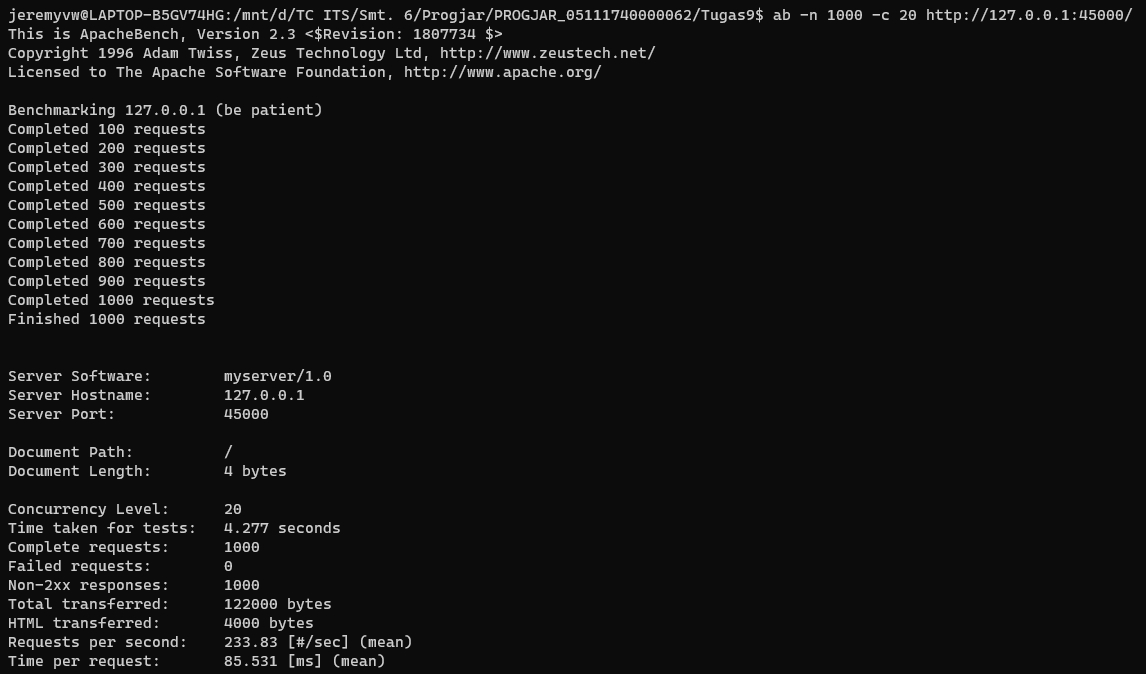 jeremyvw@LAPTOP-B5GV74HG:/mnt/d/TC ITS/Smt. 6/Progjar/PROGJAR_05111740000062/Tugas9$ ab -n 1000 -c 20 http://127.0.0.1:45000/
This is ApacheBench, Version 2.3 <$Revision: 1807734 $>
Copyright 1996 Adam Twiss, Zeus Technology Ltd, http://www.zeustech.net/
Licensed to The Apache Software Foundation, http://www.apache.org/
Benchmarking 127.0.0.1 (be patient)
Completed 100 requests
Completed 200 requests
Completed 300 requests
Completed 400 requests
Completed 500 requests
Completed 600 requests
Completed 700 requests
Completed 800 requests
Completed 900 requests
Completed 1000 requests
Finished 1000 requests
Server Software:        myserver/1.0
Server Hostname:        127.0.0.1
Server Port:            45000
Document Path:          /
Document Length:        4 bytes
Concurrency Level:      20
Time taken for tests:   4.277 seconds
Complete requests:      1000
Failed requests:        0
Non-2xx responses:      1000
Total transferred:      122000 bytes
HTML transferred:       4000 bytes
Requests per second:    233.83 [#/sec] (mean)
Time per request:       85.531 [ms] (mean)